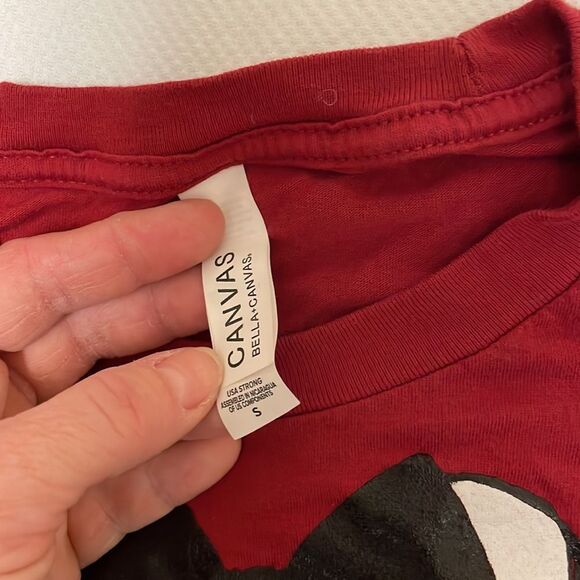 CANVAS
BELLA+CANVAS.
USA STRONG
ASSEMBLED IN NICARAGUA
OF US COMPONENTS
S